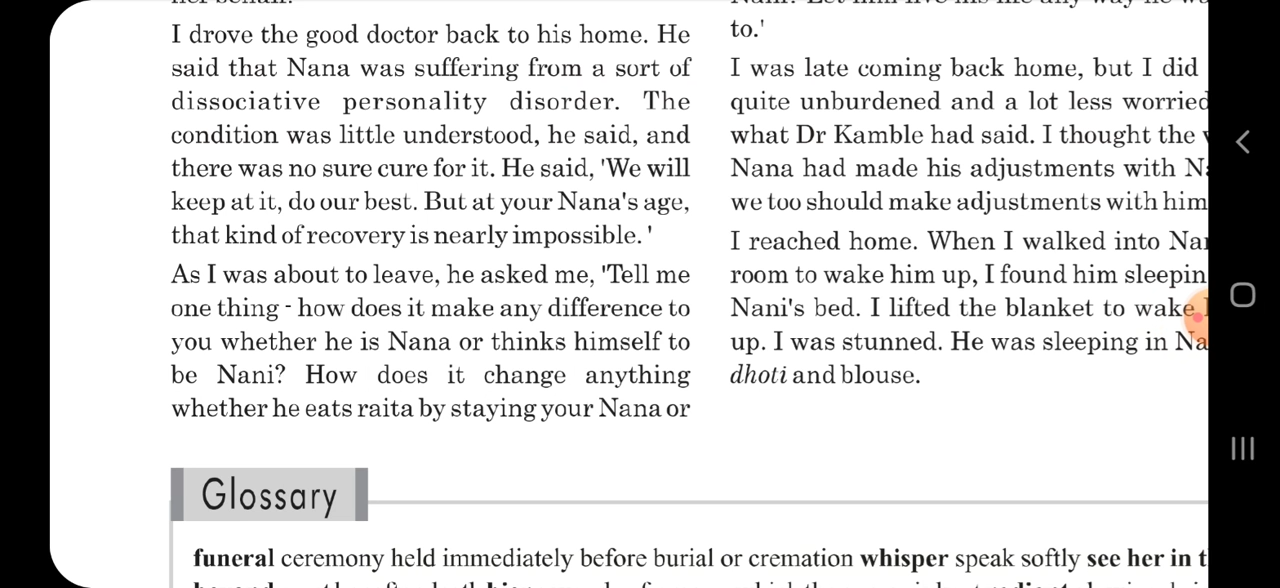 I drove the good doctor back to his home. He
said that Nana was suffering from a sort of
dissociative personality disorder. The
condition was little understood, he said, and
there was no sure cure for it. He said, 'We will
keep at it, do our best. But at your Nana's age,
that kind of recovery is nearly impossible. '
As I was about to leave, he asked me, 'Tell me
one thing - how does it make any difference to
you whether he is Nana or thinks himself to
be Nani? How does it change anything
whether he eats raita by staying your Nana or
to.'
I was late coming back home, but I did
quite unburdened and a lot less worried
what Dr Kamble had said. I thought the
Nana had made his adjustments with
we too should make adjustments with him
I reached home. When I walked into
room to wake him up, I found him
Nani's bed. I lifted the blanket to wake
up. I was stunned. He was sleeping in
dhoti and blouse.
Glossary
funeral ceremony held immediately before burial or cremation whisper speak softly see her in